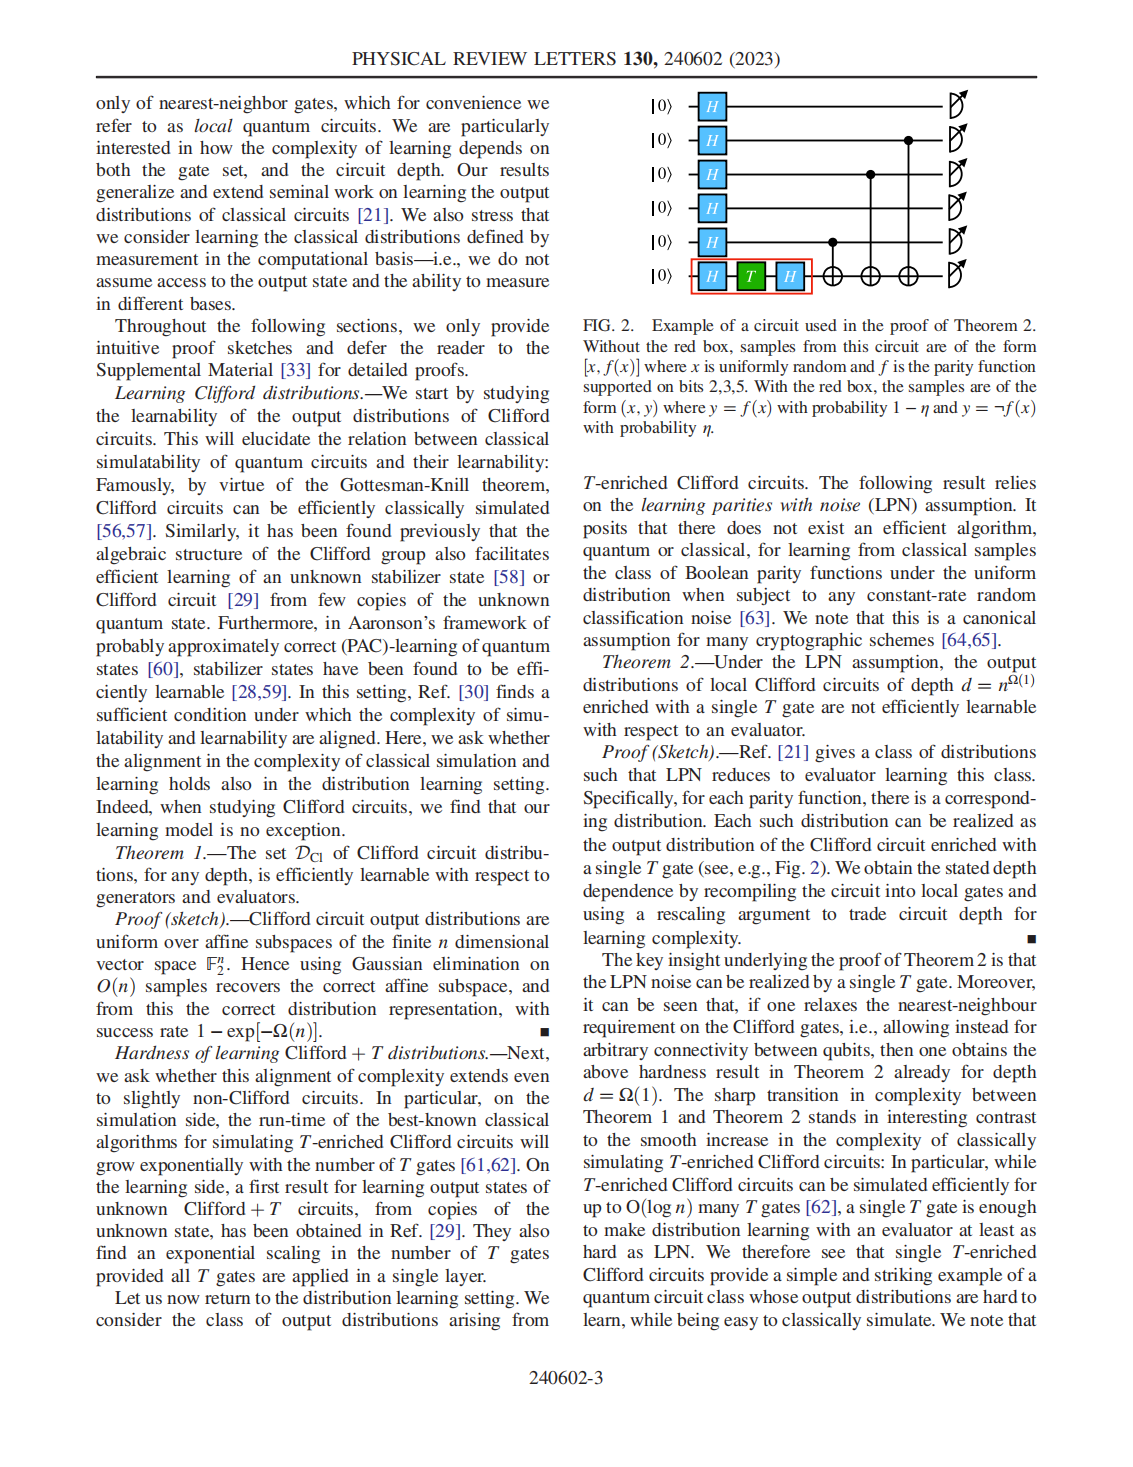 PHYSICAL REVIEW LETTERS 130, 240602 (2023)
only of nearest-neighbor gates, which for convenience we
refer to as local quantum circuits. We are particularly
interested in how the complexity of learning depends on
both the gate set, and the circuit depth. Our results
generalize and extend seminal work on learning the output
distributions of classical circuits [21]. We also stress that
we consider learning the classical distributions defined by
measurement in the computational basis—i.e., we do not
assume access to the output state and the ability to measure
in different bases.
Throughout the following sections, we only provide
intuitive proof sketches and defer the reader to the
Supplemental Material [33] for detailed proofs.
Learning Clifford distributions.—We start by studying
the learnability of the output distributions of Clifford
circuits. This will elucidate the relation between classical
simulatability of quantum circuits and their learnability:
Famously, by virtue of the Gottesman-Knill theorem,
Clifford circuits can be efficiently classically simulated
[56,57]. Similarly, it has been found previously that the
algebraic structure of the Clifford group also facilitates
efficient learning of an unknown stabilizer state [58] or
Clifford circuit [29] from few copies of the unknown
quantum state. Furthermore, in Aaronson's framework of
probably approximately correct (PAC)-learning of quantum
states [60], stabilizer states have been found to be effi-
ciently learnable [28,59]. In this setting, Ref. [30] finds a
sufficient condition under which the complexity of simu-
latability and learnability are aligned. Here, we ask whether
the alignment in the complexity of classical simulation and
learning holds also in the distribution learning setting.
Indeed, when studying Clifford circuits, we find that our
learning model is no exception.
Theorem 1.—The set 𝒟Cl of Clifford circuit distribu-
tions, for any depth, is efficiently learnable with respect to
generators and evaluators.
Proof (sketch).—Clifford circuit output distributions are
uniform over affine subspaces of the finite n dimensional
vector space 𝔽₂ⁿ. Hence using Gaussian elimination on
O(n) samples recovers the correct affine subspace, and
from this the correct distribution representation, with
success rate 1 − exp[−Ω(n)]. ■
Hardness of learning Clifford + T distributions.—Next,
we ask whether this alignment of complexity extends even
to slightly non-Clifford circuits. In particular, on the
simulation side, the run-time of the best-known classical
algorithms for simulating T-enriched Clifford circuits will
grow exponentially with the number of T gates [61,62]. On
the learning side, a first result for learning output states of
unknown Clifford + T circuits, from copies of the
unknown state, has been obtained in Ref. [29]. They also
find an exponential scaling in the number of T gates
provided all T gates are applied in a single layer.
Let us now return to the distribution learning setting. We
consider the class of output distributions arising from
|0⟩ H
|0⟩ H
|0⟩ H
|0⟩ H
|0⟩ H
|0⟩ H T H
FIG. 2. Example of a circuit used in the proof of Theorem 2.
Without the red box, samples from this circuit are of the form
[x, f(x)] where x is uniformly random and f is the parity function
supported on bits 2,3,5. With the red box, the samples are of the
form (x, y) where y = f(x) with probability 1 − η and y = ¬f(x)
with probability η.
T-enriched Clifford circuits. The following result relies
on the learning parities with noise (LPN) assumption. It
posits that there does not exist an efficient algorithm,
quantum or classical, for learning from classical samples
the class of Boolean parity functions under the uniform
distribution when subject to any constant-rate random
classification noise [63]. We note that this is a canonical
assumption for many cryptographic schemes [64,65].
Theorem 2.—Under the LPN assumption, the output
distributions of local Clifford circuits of depth d = n^Ω(1)
enriched with a single T gate are not efficiently learnable
with respect to an evaluator.
Proof (Sketch).—Ref. [21] gives a class of distributions
such that LPN reduces to evaluator learning this class.
Specifically, for each parity function, there is a correspond-
ing distribution. Each such distribution can be realized as
the output distribution of the Clifford circuit enriched with
a single T gate (see, e.g., Fig. 2). We obtain the stated depth
dependence by recompiling the circuit into local gates and
using a rescaling argument to trade circuit depth for
learning complexity. ■
The key insight underlying the proof of Theorem 2 is that
the LPN noise can be realized by a single T gate. Moreover,
it can be seen that, if one relaxes the nearest-neighbour
requirement on the Clifford gates, i.e., allowing instead for
arbitrary connectivity between qubits, then one obtains the
above hardness result in Theorem 2 already for depth
d = Ω(1). The sharp transition in complexity between
Theorem 1 and Theorem 2 stands in interesting contrast
to the smooth increase in the complexity of classically
simulating T-enriched Clifford circuits: In particular, while
T-enriched Clifford circuits can be simulated efficiently for
up to O(log n) many T gates [62], a single T gate is enough
to make distribution learning with an evaluator at least as
hard as LPN. We therefore see that single T-enriched
Clifford circuits provide a simple and striking example of a
quantum circuit class whose output distributions are hard to
learn, while being easy to classically simulate. We note that
240602-3